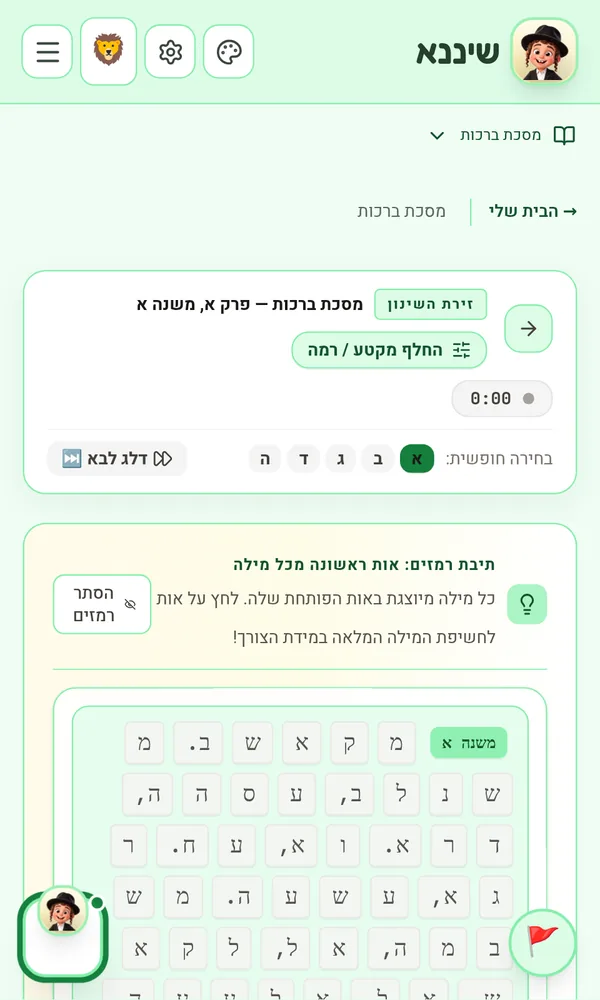 שיננא
מסכת ברכות
→ הבית שלי
מסכת ברכות
זירת השינון
מסכת ברכות — פרק א, משנה א
החלף מקטע / רמה
0:00
בחירה חופשית: א ב ג ד ה
דלג לבא ⏭️
תיבת רמזים: אות ראשונה מכל מילה
כל מילה מיוצגת באות הפותחת שלה. לחץ על אות
לחשיפת המילה המלאה במידת הצורך!
הסתר
רמזים
משנה א מ ק א ש ב. מ
ש נ ל ב, ע ס ה ה,
ד ר א. ו א, ע ח. ר
ג א, ע ש ע ה. מ ש
ב מ ה, א ל, ל ק א